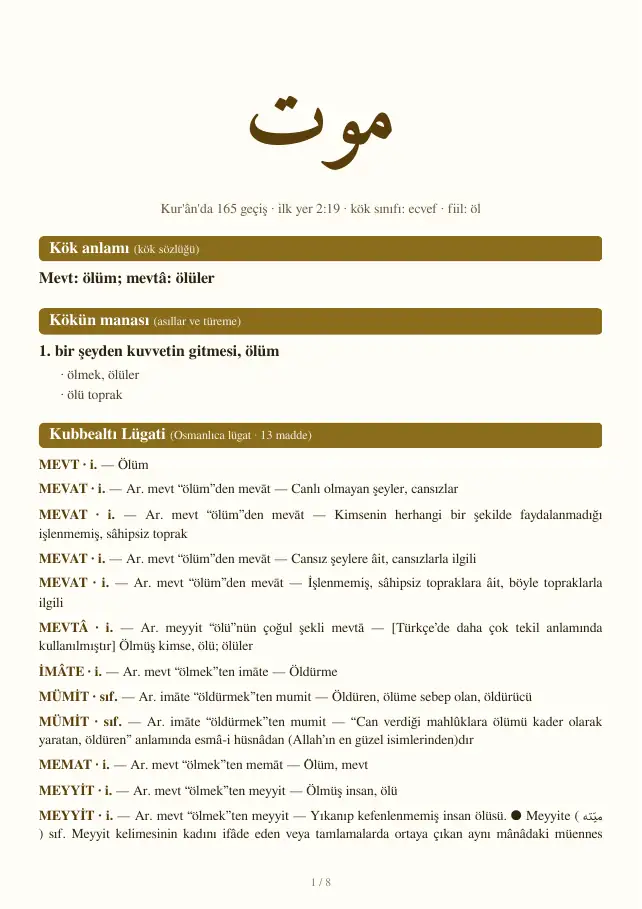 موت
Kur'ân'da 165 geçiş · ilk yer 2:19 · kök sınıfı: ecvef · fiil: öl
Kök anlamı (kök sözlüğü)
Mevt: ölüm; mevtâ: ölüler
Kökün manası (asıllar ve türeme)
1. bir şeyden kuvvetin gitmesi, ölüm
· ölmek, ölüler
· ölü toprak
Kubbealtı Lügati (Osmanlıca lügat · 13 madde)
MEVT · i. — Ölüm
MEVAT · i. — Ar. mevt “ölüm”den mevāt — Canlı olmayan şeyler, cansızlar
MEVAT · i. — Ar. mevt “ölüm”den mevāt — Kimsenin herhangi bir şekilde faydalanmadığı
işlenmemiş, sâhipsiz toprak
MEVAT · i. — Ar. mevt “ölüm”den mevāt — Cansız şeylere âit, cansızlarla ilgili
MEVAT · i. — Ar. mevt “ölüm”den mevāt — İşlenmemiş, sâhipsiz topraklara âit, böyle topraklarla
ilgili
MEVTÂ · i. — Ar. meyyit “ölü”nün çoğul şekli mevtā — [Türkçe’de daha çok tekil anlamında
kullanılmıştır] Ölmüş kimse, ölü; ölüler
İMÂTE · i. — Ar. mevt “ölmek”ten imāte — Öldürme
MÜMİT · sıf. — Ar. imāte “öldürmek”ten mumіt — Öldüren, ölüme sebep olan, öldürücü
MÜMİT · sıf. — Ar. imāte “öldürmek”ten mumіt — “Can verdiği mahlûklara ölümü kader olarak
yaratan, öldüren” anlamında esmâ-i hüsnâdan (Allah’ın en güzel isimlerinden)dır
MEMAT · i. — Ar. mevt “ölmek”ten memāt — Ölüm, mevt
MEYYİT · i. — Ar. mevt “ölmek”ten meyyit — Ölmüş insan, ölü
MEYYİT · i. — Ar. mevt “ölmek”ten meyyit — Yıkanıp kefenlenmemiş insan ölüsü. ● Meyyite ( ميّته
) sıf. Meyyit kelimesinin kadını ifâde eden veya tamlamalarda ortaya çıkan aynı mânâdaki müennes
1 / 8